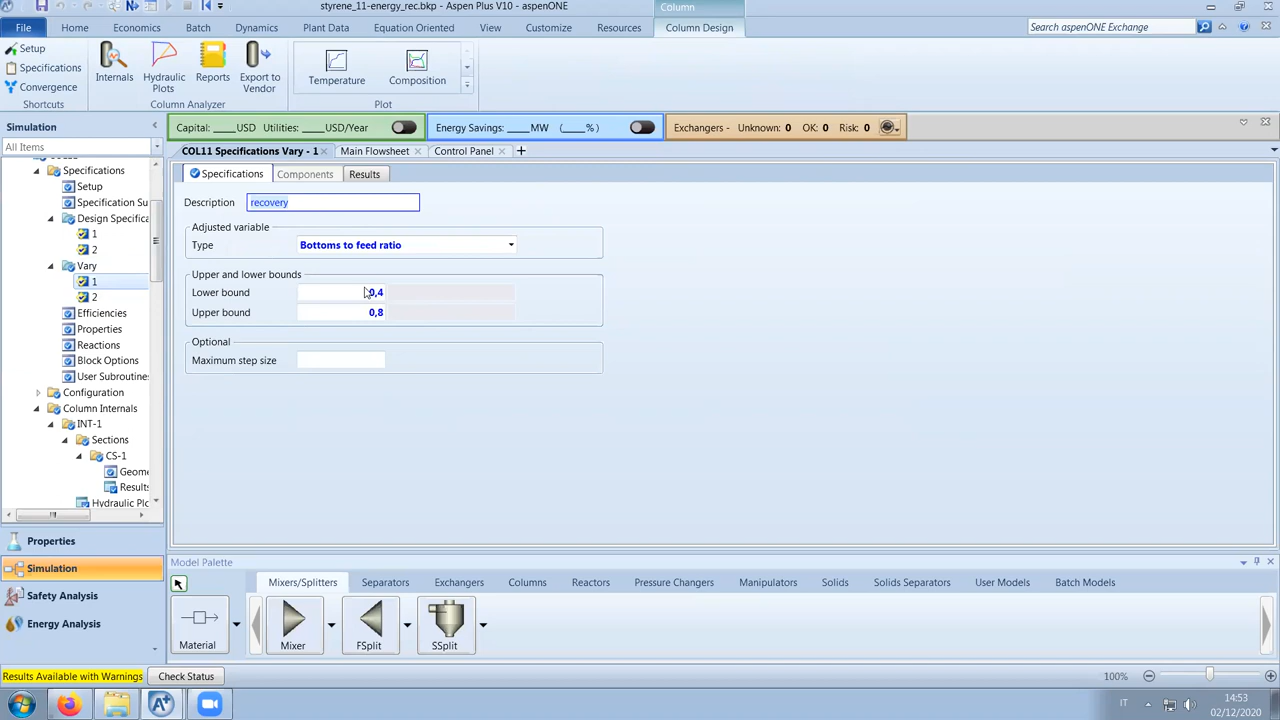 styrene_11-energy_rec.bkp - Aspen Plus V10 - aspenONE
Column
File Home Economics Batch Dynamics Plant Data Equation Oriented View Customize Resources Column Design
Search aspenONE Exchange
Setup
Specifications
Convergence
Shortcuts
Internals
Hydraulic Plots
Reports
Export to Vendor
Column Analyzer
Temperature
Composition
Plot
Capital: ____USD Utilities: ____USD/Year
Energy Savings: ____MW (____%)
Exchangers - Unknown: 0 OK: 0 Risk: 0
Simulation
All Items
COL11 Specifications Vary - 1 Main Flowsheet Control Panel
Specifications
Setup
Specification Su
Design Specifica
1
2
Vary
1
2
Efficiencies
Properties
Reactions
Block Options
User Subroutine
Configuration
Column Internals
INT-1
Sections
CS-1
Geome
Results
Hydraulic Plo
Properties
Simulation
Safety Analysis
Energy Analysis
Specifications Components Results
Description recovery
Adjusted variable
Type Bottoms to feed ratio
Upper and lower bounds
Lower bound 0,4
Upper bound 0,8
Optional
Maximum step size
Model Palette
Mixers/Splitters Separators Exchangers Columns Reactors Pressure Changers Manipulators Solids Solids Separators User Models Batch Models
Material Mixer FSplit SSplit
Results Available with Warnings Check Status
100%
IT
14:53
02/12/2020